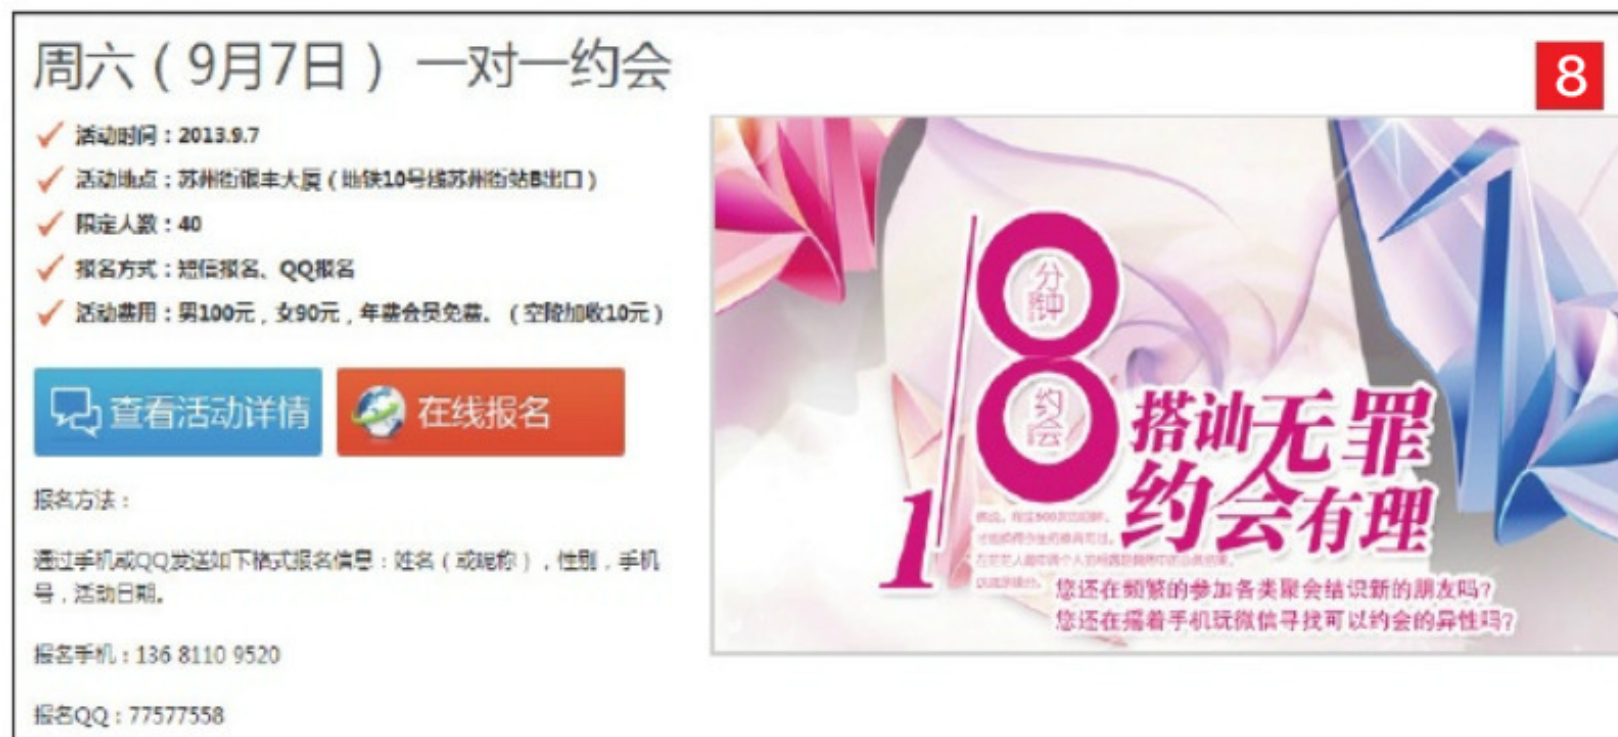 周六（9月7日） 一对一约会
8
活动时间：2013.9.7
活动地点：苏州街银丰大厦（地铁10号线苏州街站B出口）
限定人数：40
报名方式：短信报名、QQ报名
活动费用：男100元，女90元，年费会员免费。（空降加收10元）
查看活动详情
在线报名
报名方法：
通过手机或QQ发送如下格式报名信息：姓名（或昵称），性别，手机
号，活动日期。
报名手机：136 8110 9520
报名QQ：77577558
18
分钟
约会
搭讪无罪
约会有理
您还在频繁的参加各类聚会结识新的朋友吗？
您还在摇着手机玩微信寻找可以约会的异性吗？